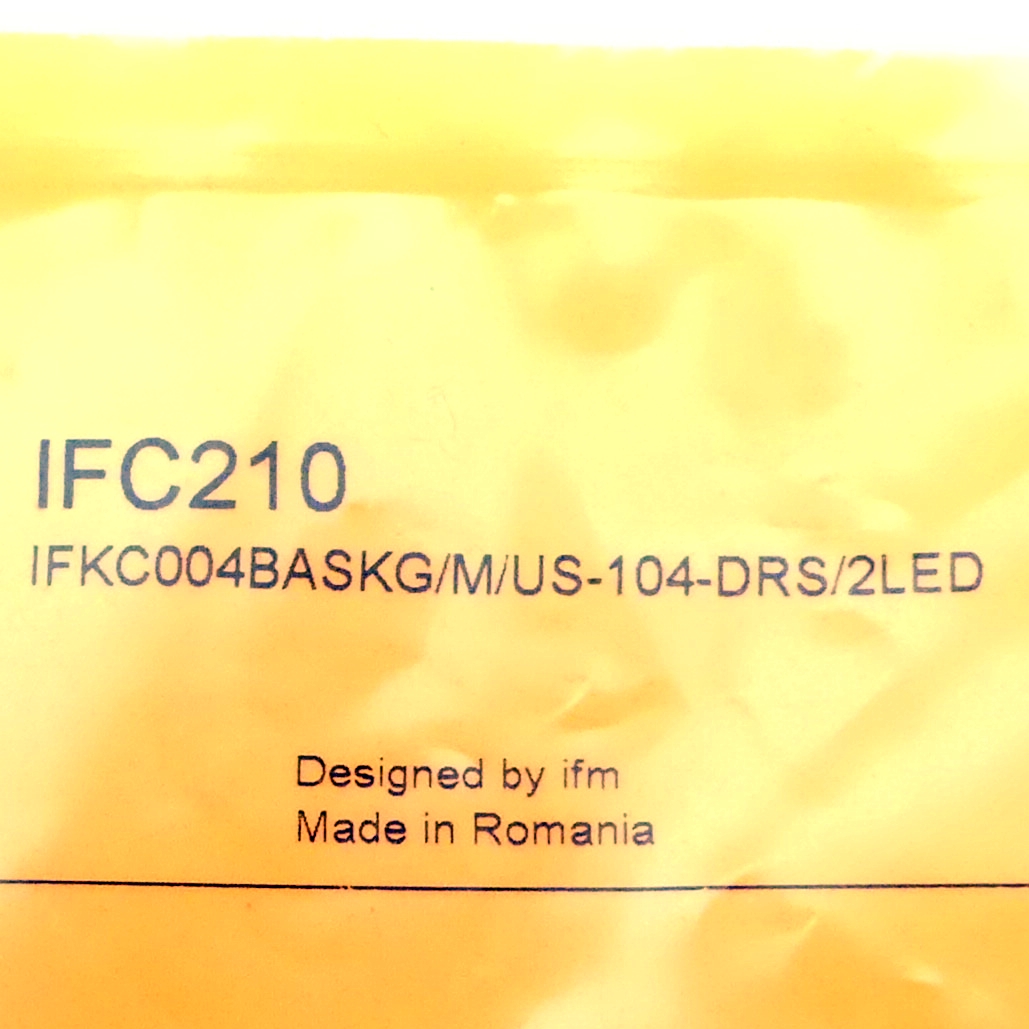 IFC210
IFKC004BASKG/M/US-104-DRS/2LED
Designed by ifm
Made in Romania